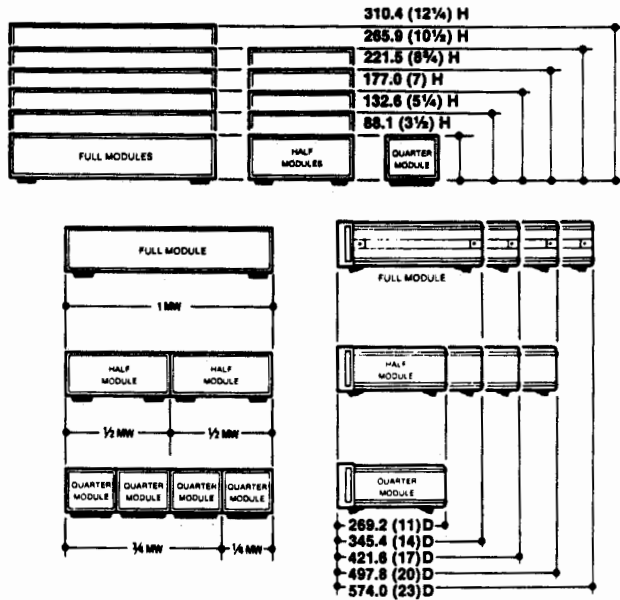 310.4 (12¼) H
265.9 (10½) H
221.5 (8¾) H
177.0 (7) H
132.6 (5¼) H
88.1 (3½) H
FULL MODULES
HALF MODULES
QUARTER MODULE
FULL MODULE
1 MW
FULL MODULE
HALF MODULE
HALF MODULE
½ MW
½ MW
HALF MODULE
QUARTER MODULE
QUARTER MODULE
QUARTER MODULE
QUARTER MODULE
¾ MW
¼ MW
QUARTER MODULE
269.2 (11) D
345.4 (14) D
421.6 (17) D
497.8 (20) D
574.0 (23) D